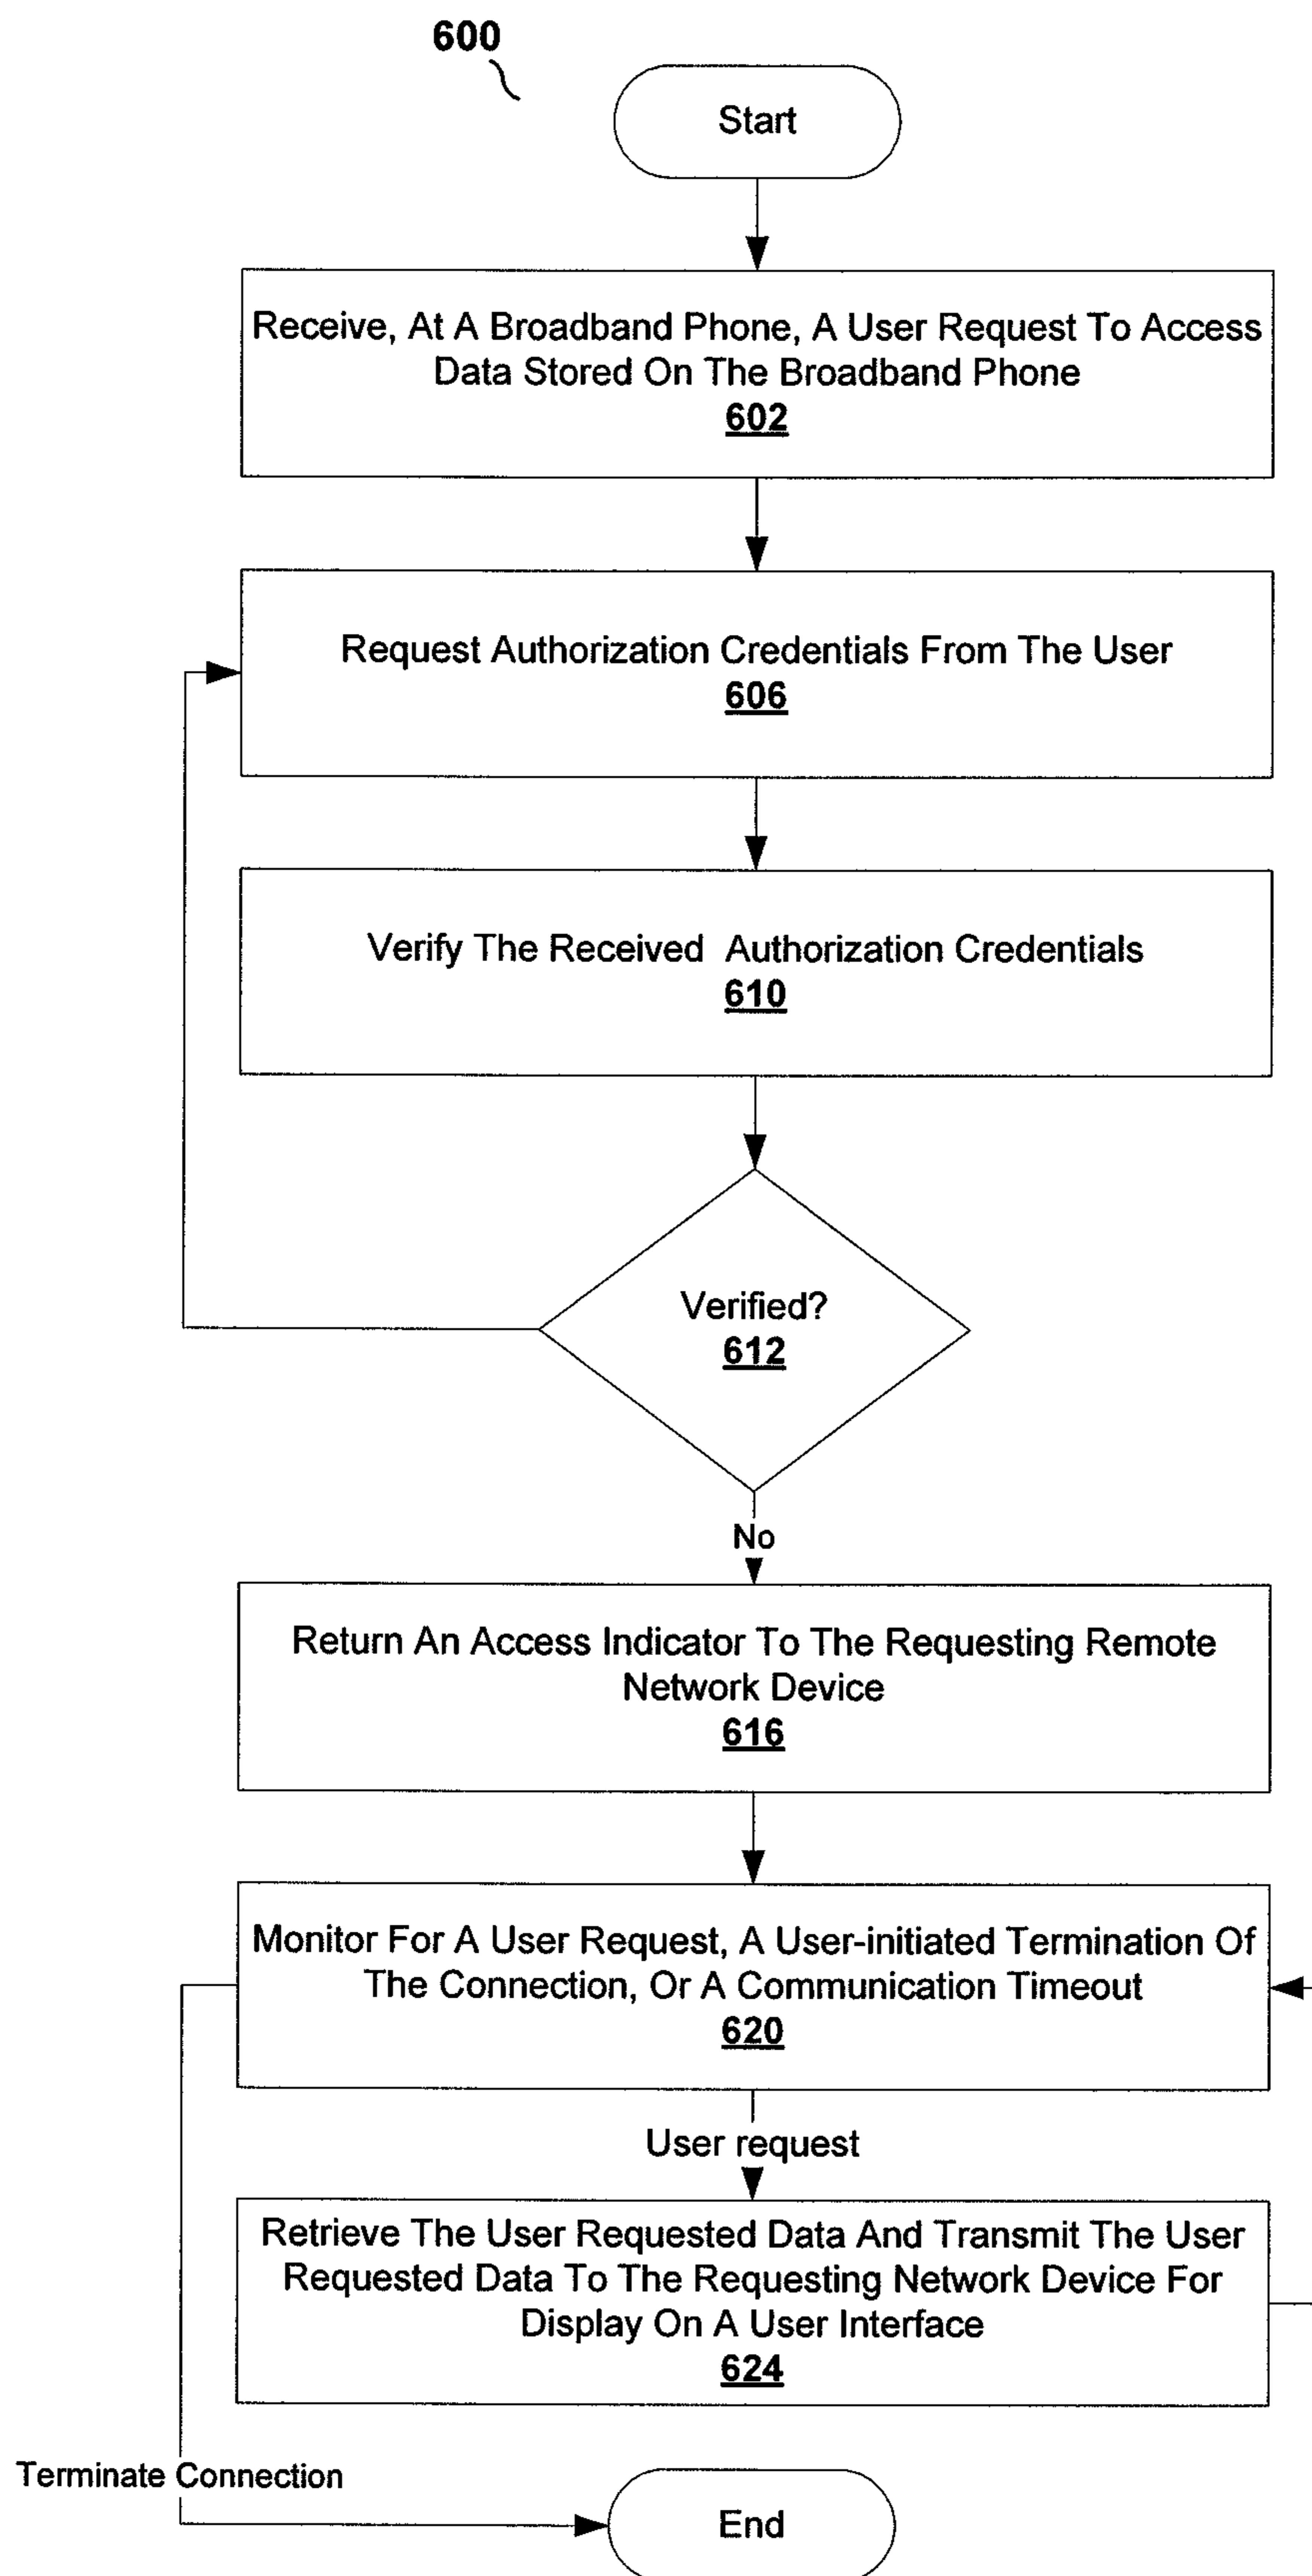 600
Start
Receive, At A Broadband Phone, A User Request To Access
Data Stored On The Broadband Phone
602
Request Authorization Credentials From The User
606
Verify The Received Authorization Credentials
610
Verified?
612
No
Return An Access Indicator To The Requesting Remote
Network Device
616
Monitor For A User Request, A User-initiated Termination Of
The Connection, Or A Communication Timeout
620
User request
Retrieve The User Requested Data And Transmit The User
Requested Data To The Requesting Network Device For
Display On A User Interface
624
Terminate Connection
End